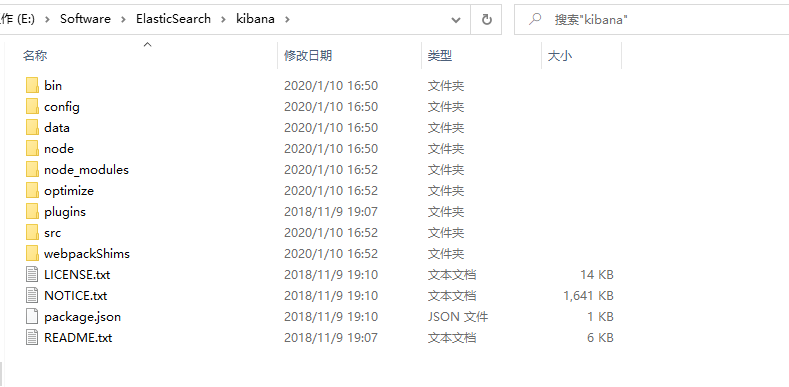 作 (E:) > Software > ElasticSearch > kibana >
搜索"kibana"
名称 修改日期 类型 大小
bin 2020/1/10 16:50 文件夹
config 2020/1/10 16:50 文件夹
data 2020/1/10 16:50 文件夹
node 2020/1/10 16:50 文件夹
node_modules 2020/1/10 16:52 文件夹
optimize 2020/1/10 16:52 文件夹
plugins 2018/11/9 19:07 文件夹
src 2020/1/10 16:52 文件夹
webpackShims 2020/1/10 16:52 文件夹
LICENSE.txt 2018/11/9 19:10 文本文档 14 KB
NOTICE.txt 2018/11/9 19:10 文本文档 1,641 KB
package.json 2018/11/9 19:10 JSON 文件 1 KB
README.txt 2018/11/9 19:07 文本文档 6 KB